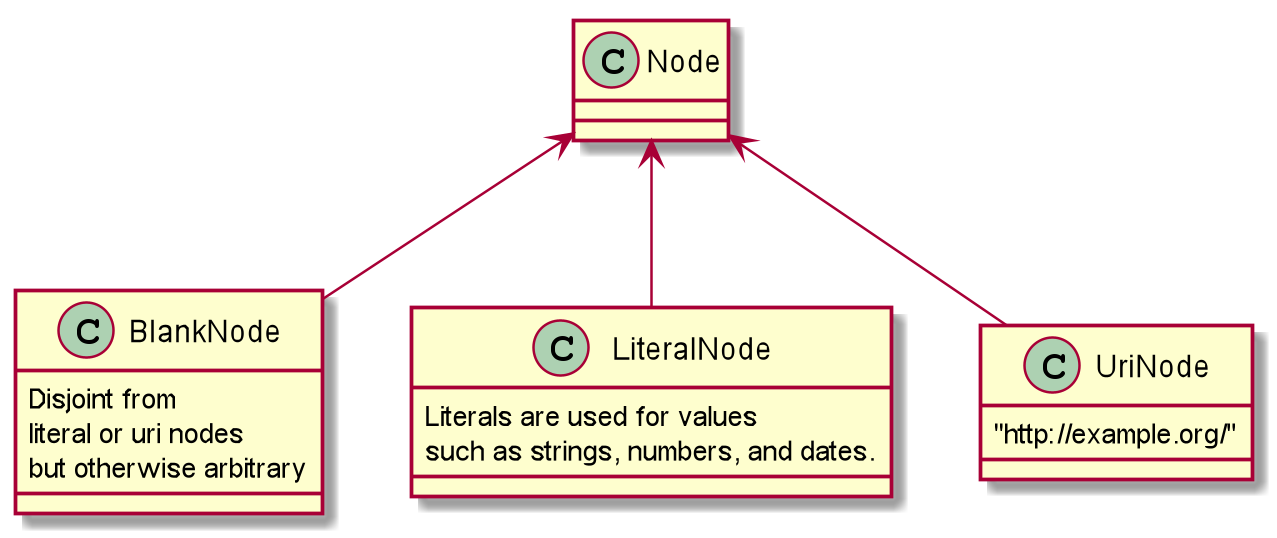 C Node
C BlankNode
Disjoint from
literal or uri nodes
but otherwise arbitrary
C LiteralNode
Literals are used for values
such as strings, numbers, and dates.
C UriNode
"http://example.org/"